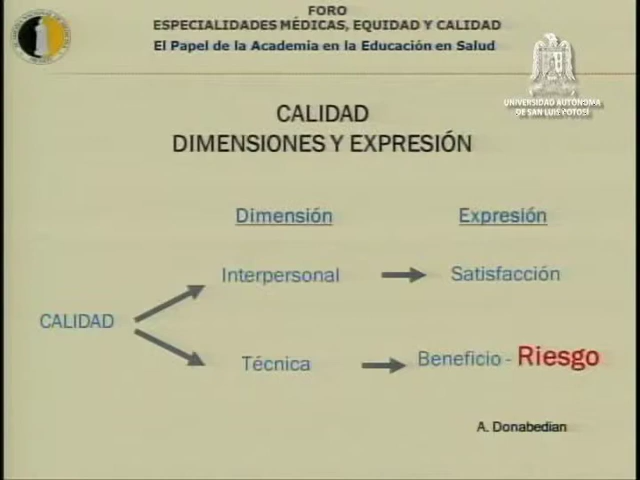 FORO
ESPECIALIDADES MÉDICAS, EQUIDAD Y CALIDAD
El Papel de la Academia en la Educación en Salud
UNIVERSIDAD AUTÓNOMA
DE SAN LUIS POTOSÍ
CALIDAD
DIMENSIONES Y EXPRESIÓN
Dimensión Expresión
Interpersonal Satisfacción
CALIDAD
Técnica Beneficio - Riesgo
A. Donabedian